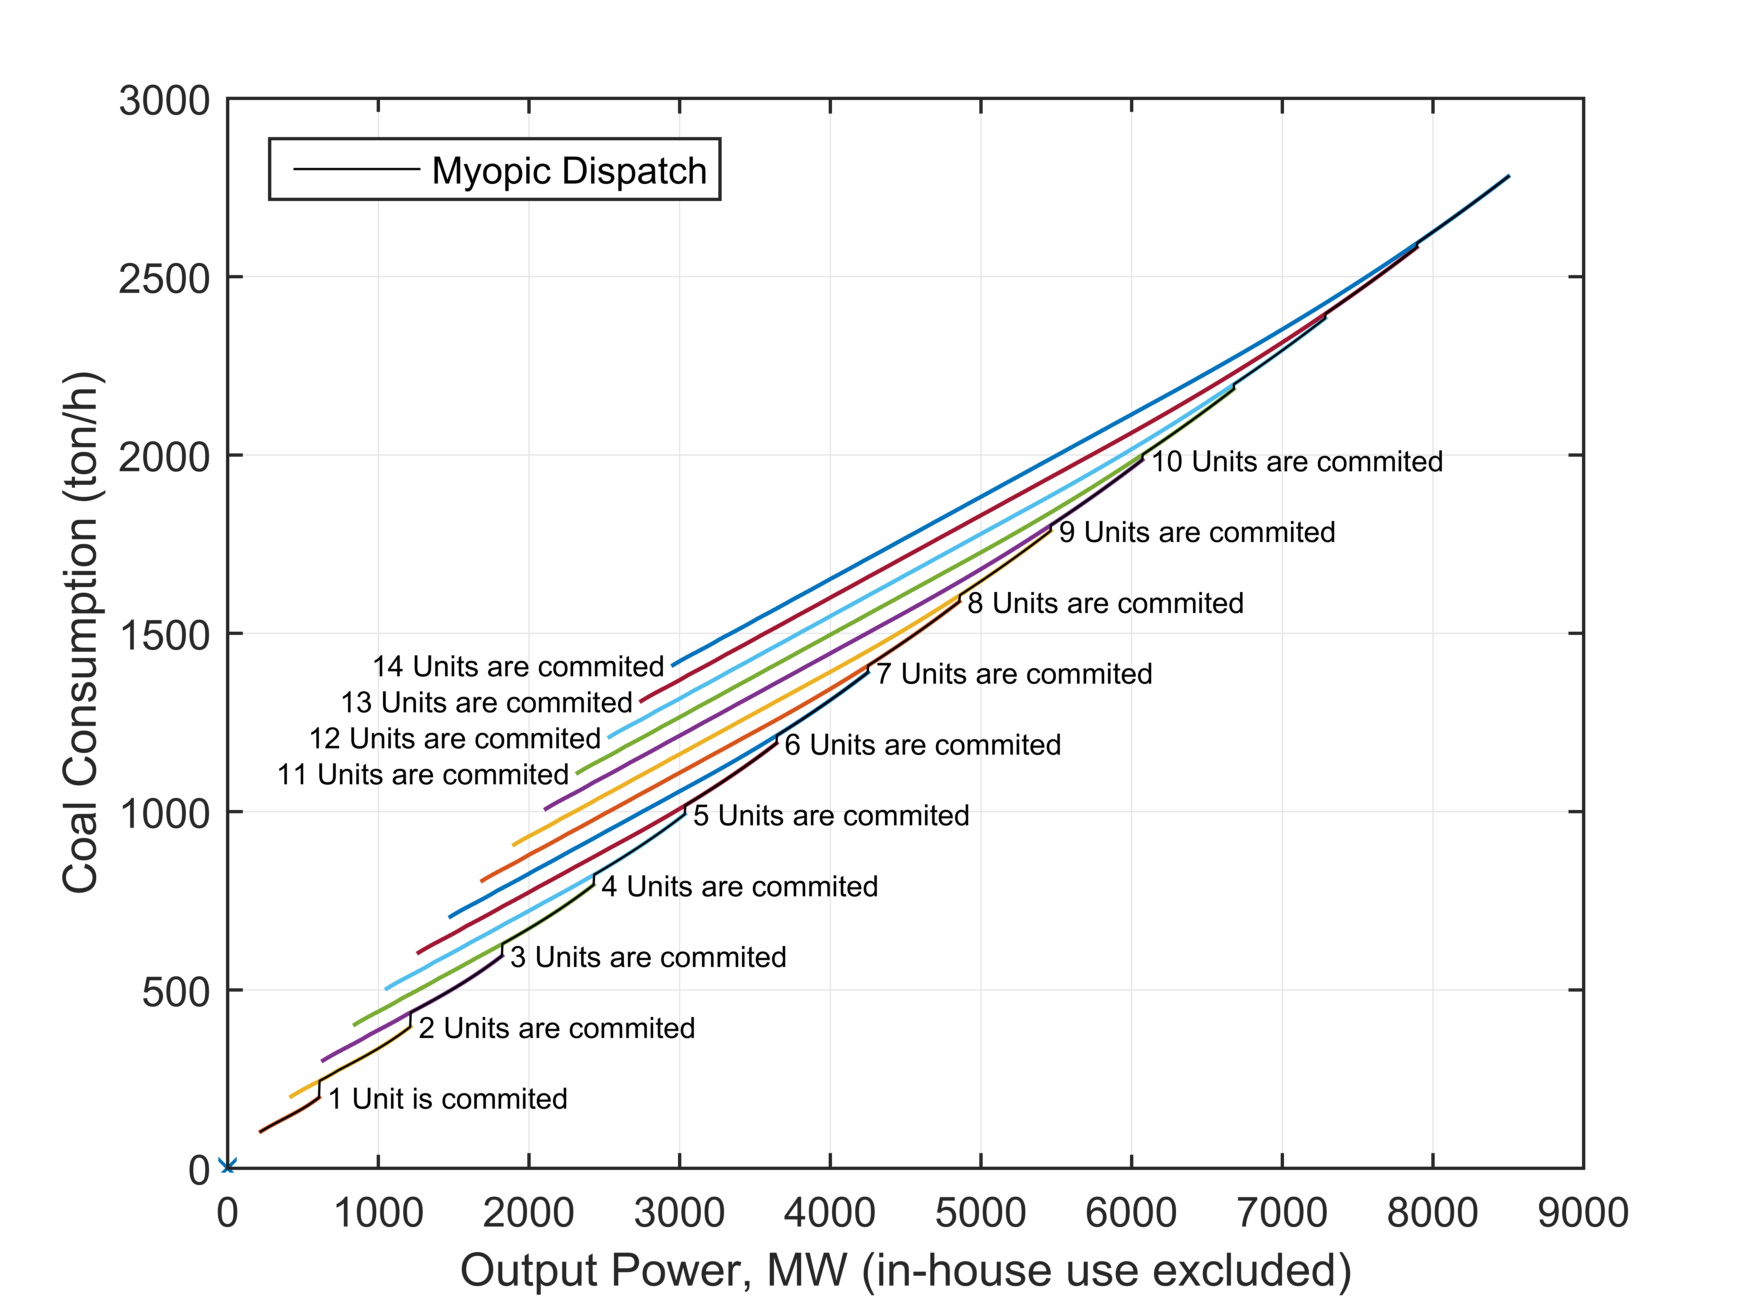 3000
Myopic Dispatch
2500
2000
10 Units are commited
9 Units are commited
8 Units are commited
1500
14 Units are commited
7 Units are commited
13 Units are commited
12 Units are commited
6 Units are commited
11 Units are commited
1000
5 Units are commited
4 Units are commited
3 Units are commited
500
2 Units are commited
1 Unit is commited
0
Coal Consumption (ton/h)
0 1000 2000 3000 4000 5000 6000 7000 8000 9000
Output Power, MW (in-house use excluded)